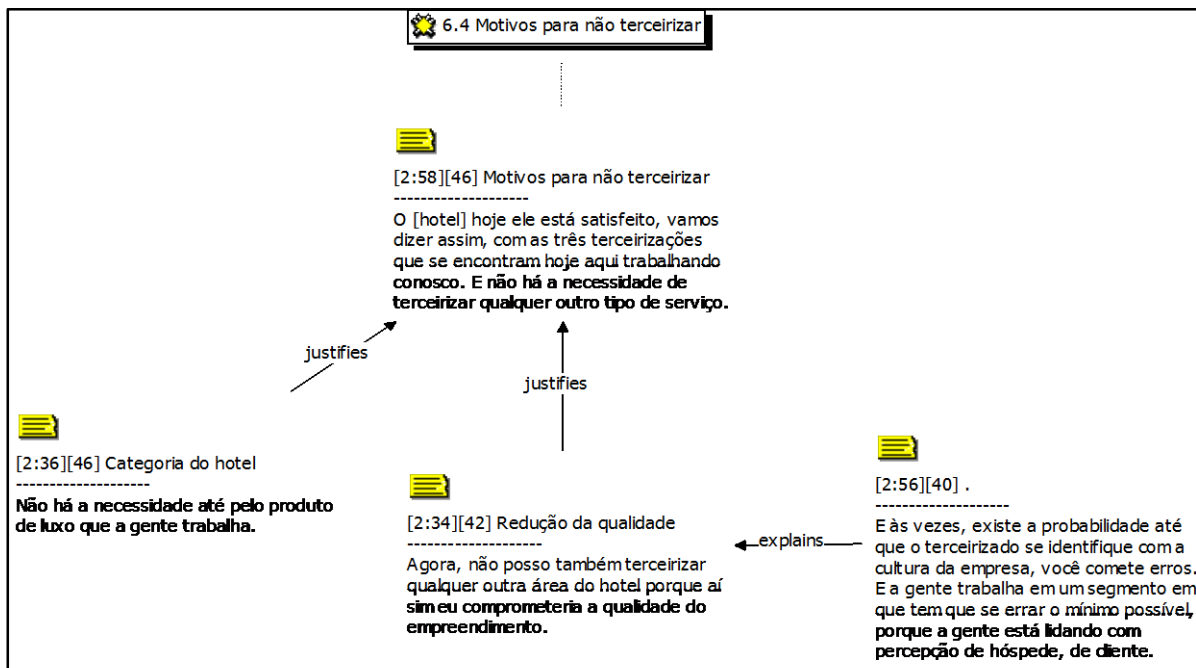 6.4 Motivos para não terceirizar
[2:58][46] Motivos para não terceirizar
--------------------
O [hotel] hoje ele está satisfeito, vamos
dizer assim, com as três terceirizações
que se encontram hoje aqui trabalhando
conosco. E não há a necessidade de
terceirizar qualquer outro tipo de serviço.
justifies
justifies
[2:36][46] Categoria do hotel
--------------------
Não há a necessidade até pelo produto
de luxo que a gente trabalha.
[2:34][42] Redução da qualidade
--------------------
Agora, não posso também terceirizar
qualquer outra área do hotel porque aí
sim eu comprometeria a qualidade do
empreendimento.
explains
[2:56][40] .
--------------------
E às vezes, existe a probabilidade até
que o terceirizado se identifique com a
cultura da empresa, você comete erros.
E a gente trabalha em um segmento em
que tem que se errar o mínimo possível,
porque a gente está lidando com
percepção de hóspede, de cliente.